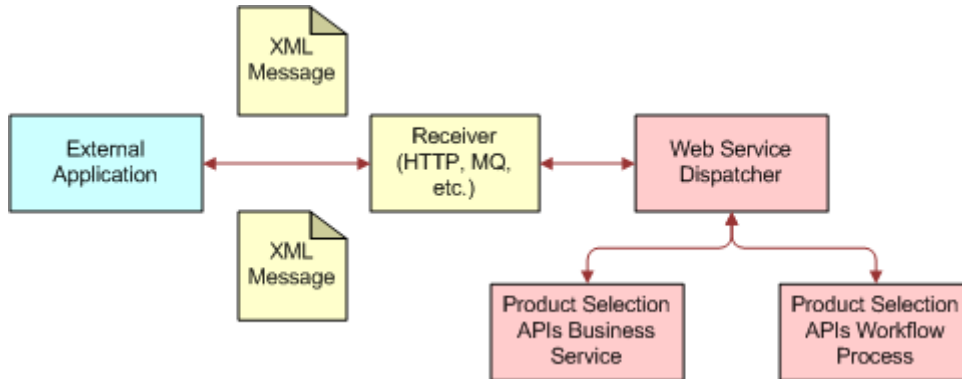 XML
Message
External
Application
Receiver
(HTTP, MQ,
etc.)
Web Service
Dispatcher
XML
Message
Product Selection
APIs Business
Service
Product Selection
APIs Workflow
Process